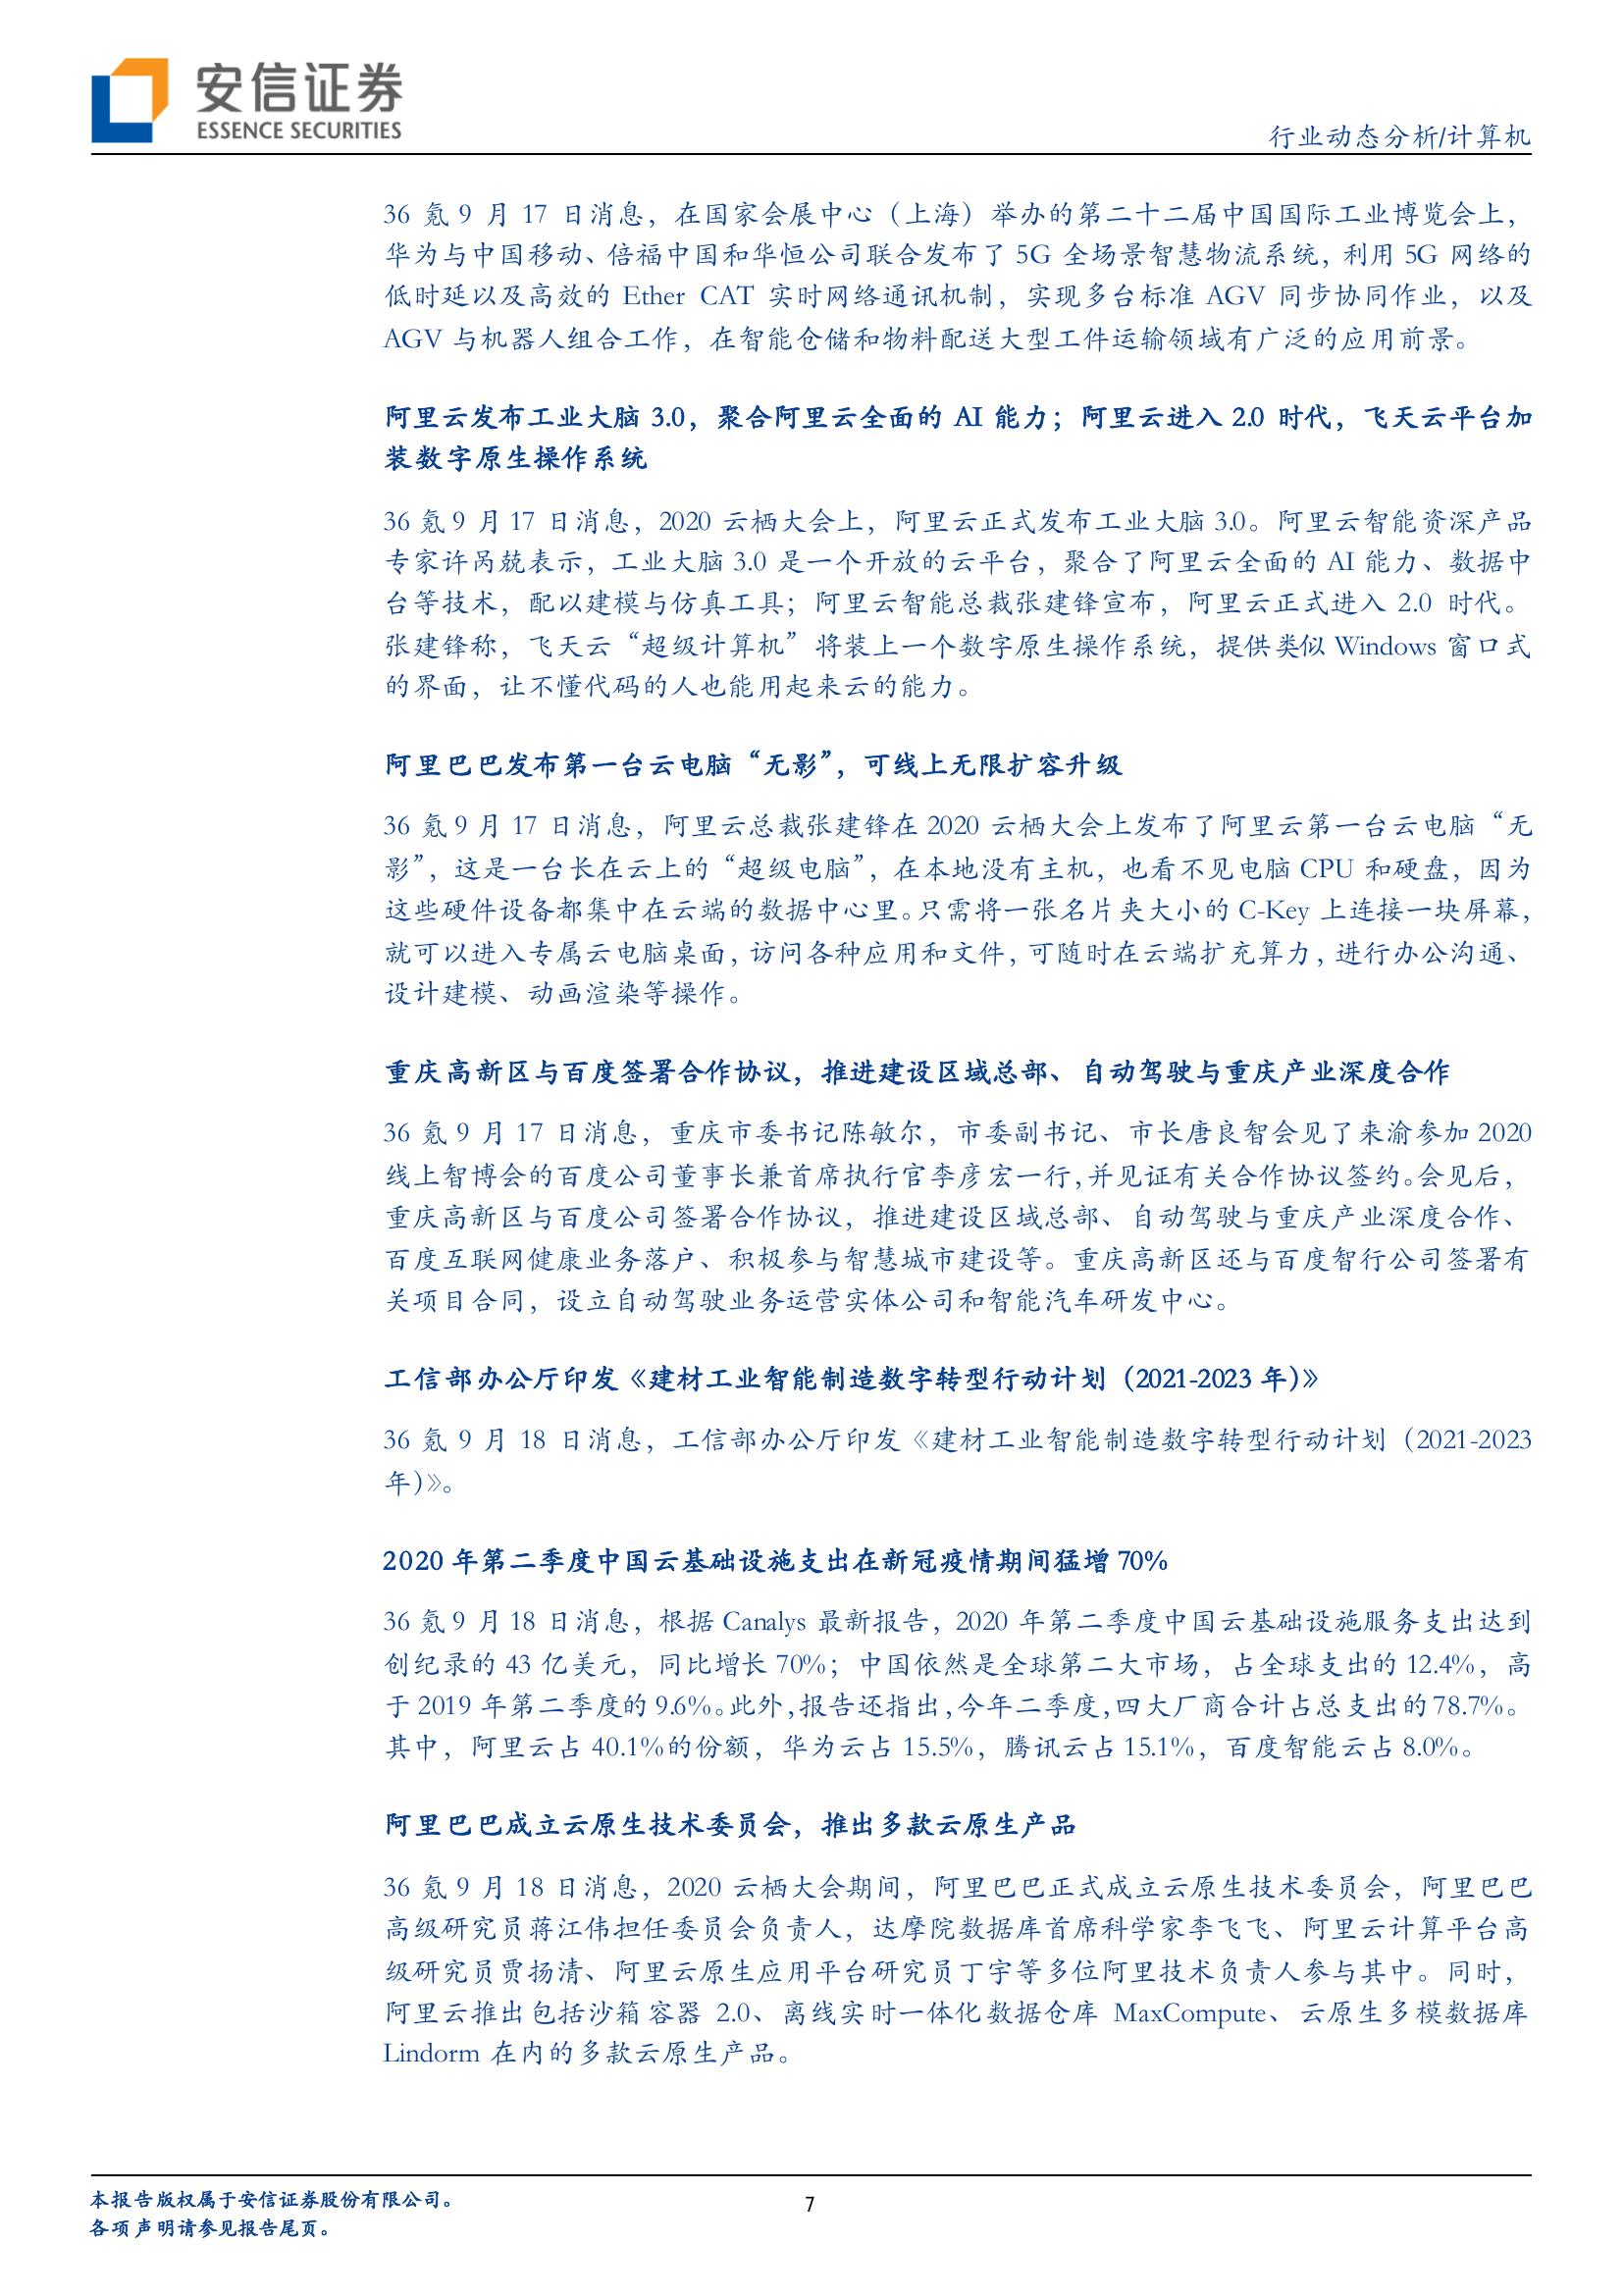 安信证券
ESSENCE SECURITIES
行业动态分析/计算机
36 氪 9 月 17 日消息，在国家会展中心（上海）举办的第二十二届中国国际工业博览会上，
华为与中国移动、倍福中国和华恒公司联合发布了 5G 全场景智慧物流系统，利用 5G 网络的
低时延以及高效的 Ether CAT 实时网络通讯机制，实现多台标准 AGV 同步协同作业，以及
AGV 与机器人组合工作，在智能仓储和物料配送大型工件运输领域有广泛的应用前景。
阿里云发布工业大脑 3.0，聚合阿里云全面的 AI 能力；阿里云进入 2.0 时代，飞天云平台加
装数字原生操作系统
36 氪 9 月 17 日消息，2020 云栖大会上，阿里云正式发布工业大脑 3.0。阿里云智能资深产品
专家许芮兢表示，工业大脑 3.0 是一个开放的云平台，聚合了阿里云全面的 AI 能力、数据中
台等技术，配以建模与仿真工具；阿里云智能总裁张建锋宣布，阿里云正式进入 2.0 时代。
张建锋称，飞天云“超级计算机”将装上一个数字原生操作系统，提供类似 Windows 窗口式
的界面，让不懂代码的人也能用起来云的能力。
阿里巴巴发布第一台云电脑“无影”，可线上无限扩容升级
36 氪 9 月 17 日消息，阿里云总裁张建锋在 2020 云栖大会上发布了阿里云第一台云电脑“无
影”，这是一台长在云上的“超级电脑”，在本地没有主机，也看不见电脑 CPU 和硬盘，因为
这些硬件设备都集中在云端的数据中心里。只需将一张名片夹大小的 C-Key 上连接一块屏幕，
就可以进入专属云电脑桌面，访问各种应用和文件，可随时在云端扩充算力，进行办公沟通、
设计建模、动画渲染等操作。
重庆高新区与百度签署合作协议，推进建设区域总部、自动驾驶与重庆产业深度合作
36 氪 9 月 17 日消息，重庆市委书记陈敏尔，市委副书记、市长唐良智会见了来渝参加 2020
线上智博会的百度公司董事长兼首席执行官李彦宏一行，并见证有关合作协议签约。会见后，
重庆高新区与百度公司签署合作协议，推进建设区域总部、自动驾驶与重庆产业深度合作、
百度互联网健康业务落户、积极参与智慧城市建设等。重庆高新区还与百度智行公司签署有
关项目合同，设立自动驾驶业务运营实体公司和智能汽车研发中心。
工信部办公厅印发《建材工业智能制造数字转型行动计划（2021-2023 年）》
36 氪 9 月 18 日消息，工信部办公厅印发《建材工业智能制造数字转型行动计划（2021-2023
年）》。
2020 年第二季度中国云基础设施支出在新冠疫情期间猛增 70%
36 氪 9 月 18 日消息，根据 Canalys 最新报告，2020 年第二季度中国云基础设施服务支出达到
创纪录的 43 亿美元，同比增长 70%；中国依然是全球第二大市场，占全球支出的 12.4%，高
于 2019 年第二季度的 9.6%。此外，报告还指出，今年二季度，四大厂商合计占总支出的 78.7%。
其中，阿里云占 40.1%的份额，华为云占 15.5%，腾讯云占 15.1%，百度智能云占 8.0%。
阿里巴巴成立云原生技术委员会，推出多款云原生产品
36 氪 9 月 18 日消息，2020 云栖大会期间，阿里巴巴正式成立云原生技术委员会，阿里巴巴
高级研究员蒋江伟担任委员会负责人，达摩院数据库首席科学家李飞飞、阿里云计算平台高
级研究员贾扬清、阿里云原生应用平台研究员丁宇等多位阿里技术负责人参与其中。同时，
阿里云推出包括沙箱容器 2.0、离线实时一体化数据仓库 MaxCompute、云原生多模数据库
Lindorm 在内的多款云原生产品。
本报告版权属于安信证券股份有限公司。
7
各项声明请参见报告尾页。